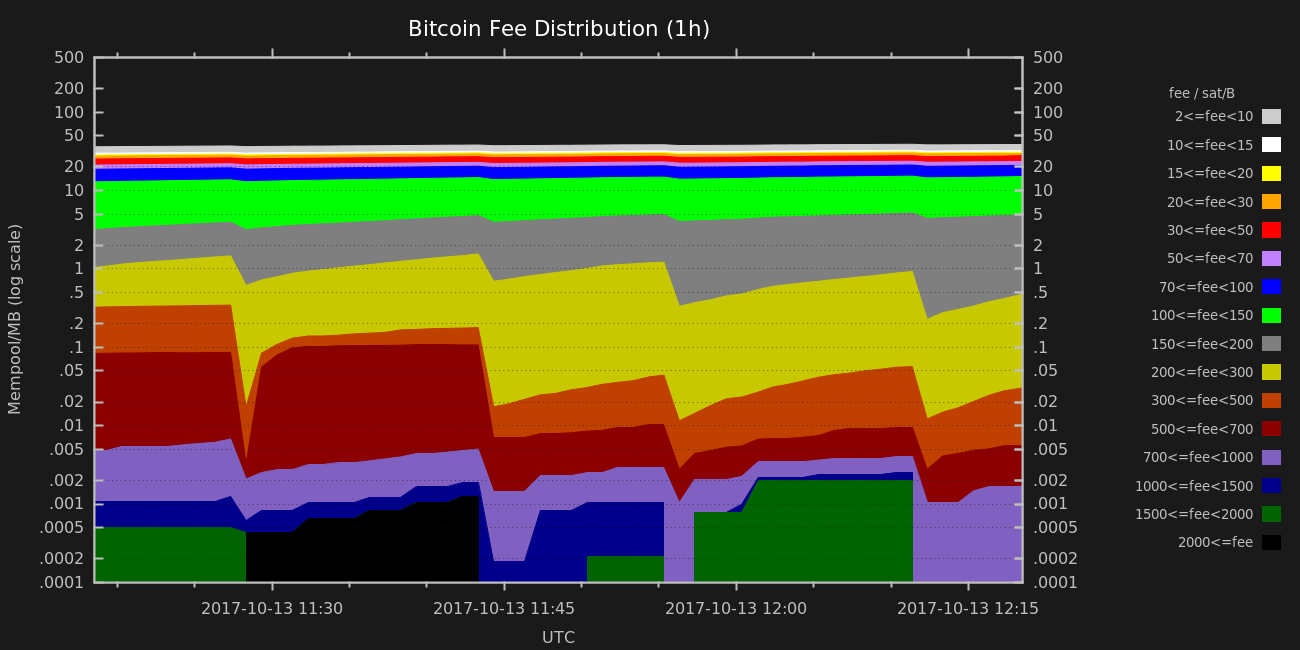 Bitcoin Fee Distribution (1h)
500
200
100
50
20
10
5
2
1
.5
.2
.1
.05
.02
.01
.005
.002
.001
.0005
.0002
.0001
Mempool/MB (log scale)
500
200
100
50
20
10
5
2
1
.5
.2
.1
.05
.02
.01
.005
.002
.001
.0005
.0002
.0001
2017-10-13 11:30 2017-10-13 11:45 2017-10-13 12:00 2017-10-13 12:15
UTC
fee / sat/B
2<=fee<10
10<=fee<15
15<=fee<20
20<=fee<30
30<=fee<50
50<=fee<70
70<=fee<100
100<=fee<150
150<=fee<200
200<=fee<300
300<=fee<500
500<=fee<700
700<=fee<1000
1000<=fee<1500
1500<=fee<2000
2000<=fee